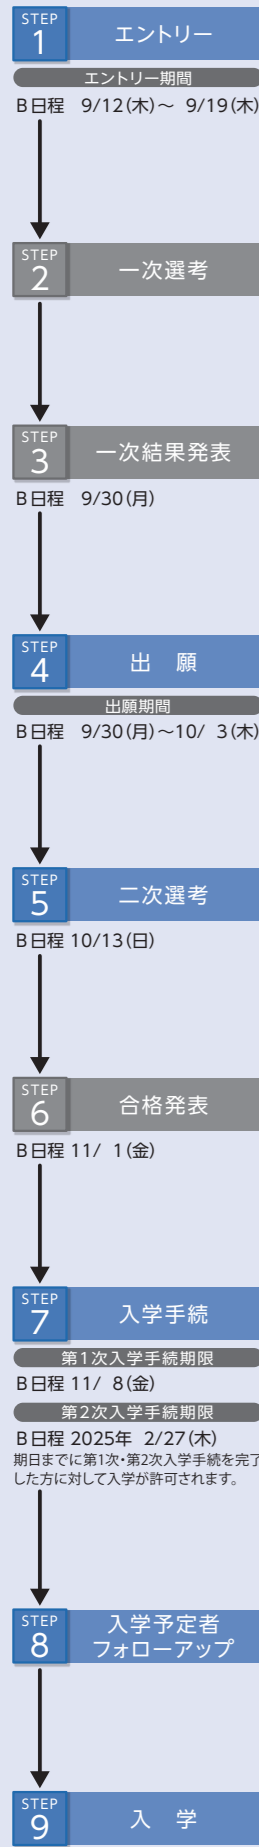 STEP
1
エントリー
エントリー期間
B日程 9/12(木)～ 9/19(木)
STEP
2
一次選考
STEP
3
一次結果発表
B日程 9/30(月)
STEP
4
出 願
出願期間
B日程 9/30(月)～10/ 3(木)
STEP
5
二次選考
B日程 10/13(日)
STEP
6
合格発表
B日程 11/ 1(金)
STEP
7
入学手続
第1次入学手続期限
B日程 11/ 8(金)
第2次入学手続期限
B日程 2025年 2/27(木)
期日までに第1次・第2次入学手続を完了
した方に対して入学が許可されます。
STEP
8
入学予定者
フォローアップ
STEP
9
入 学